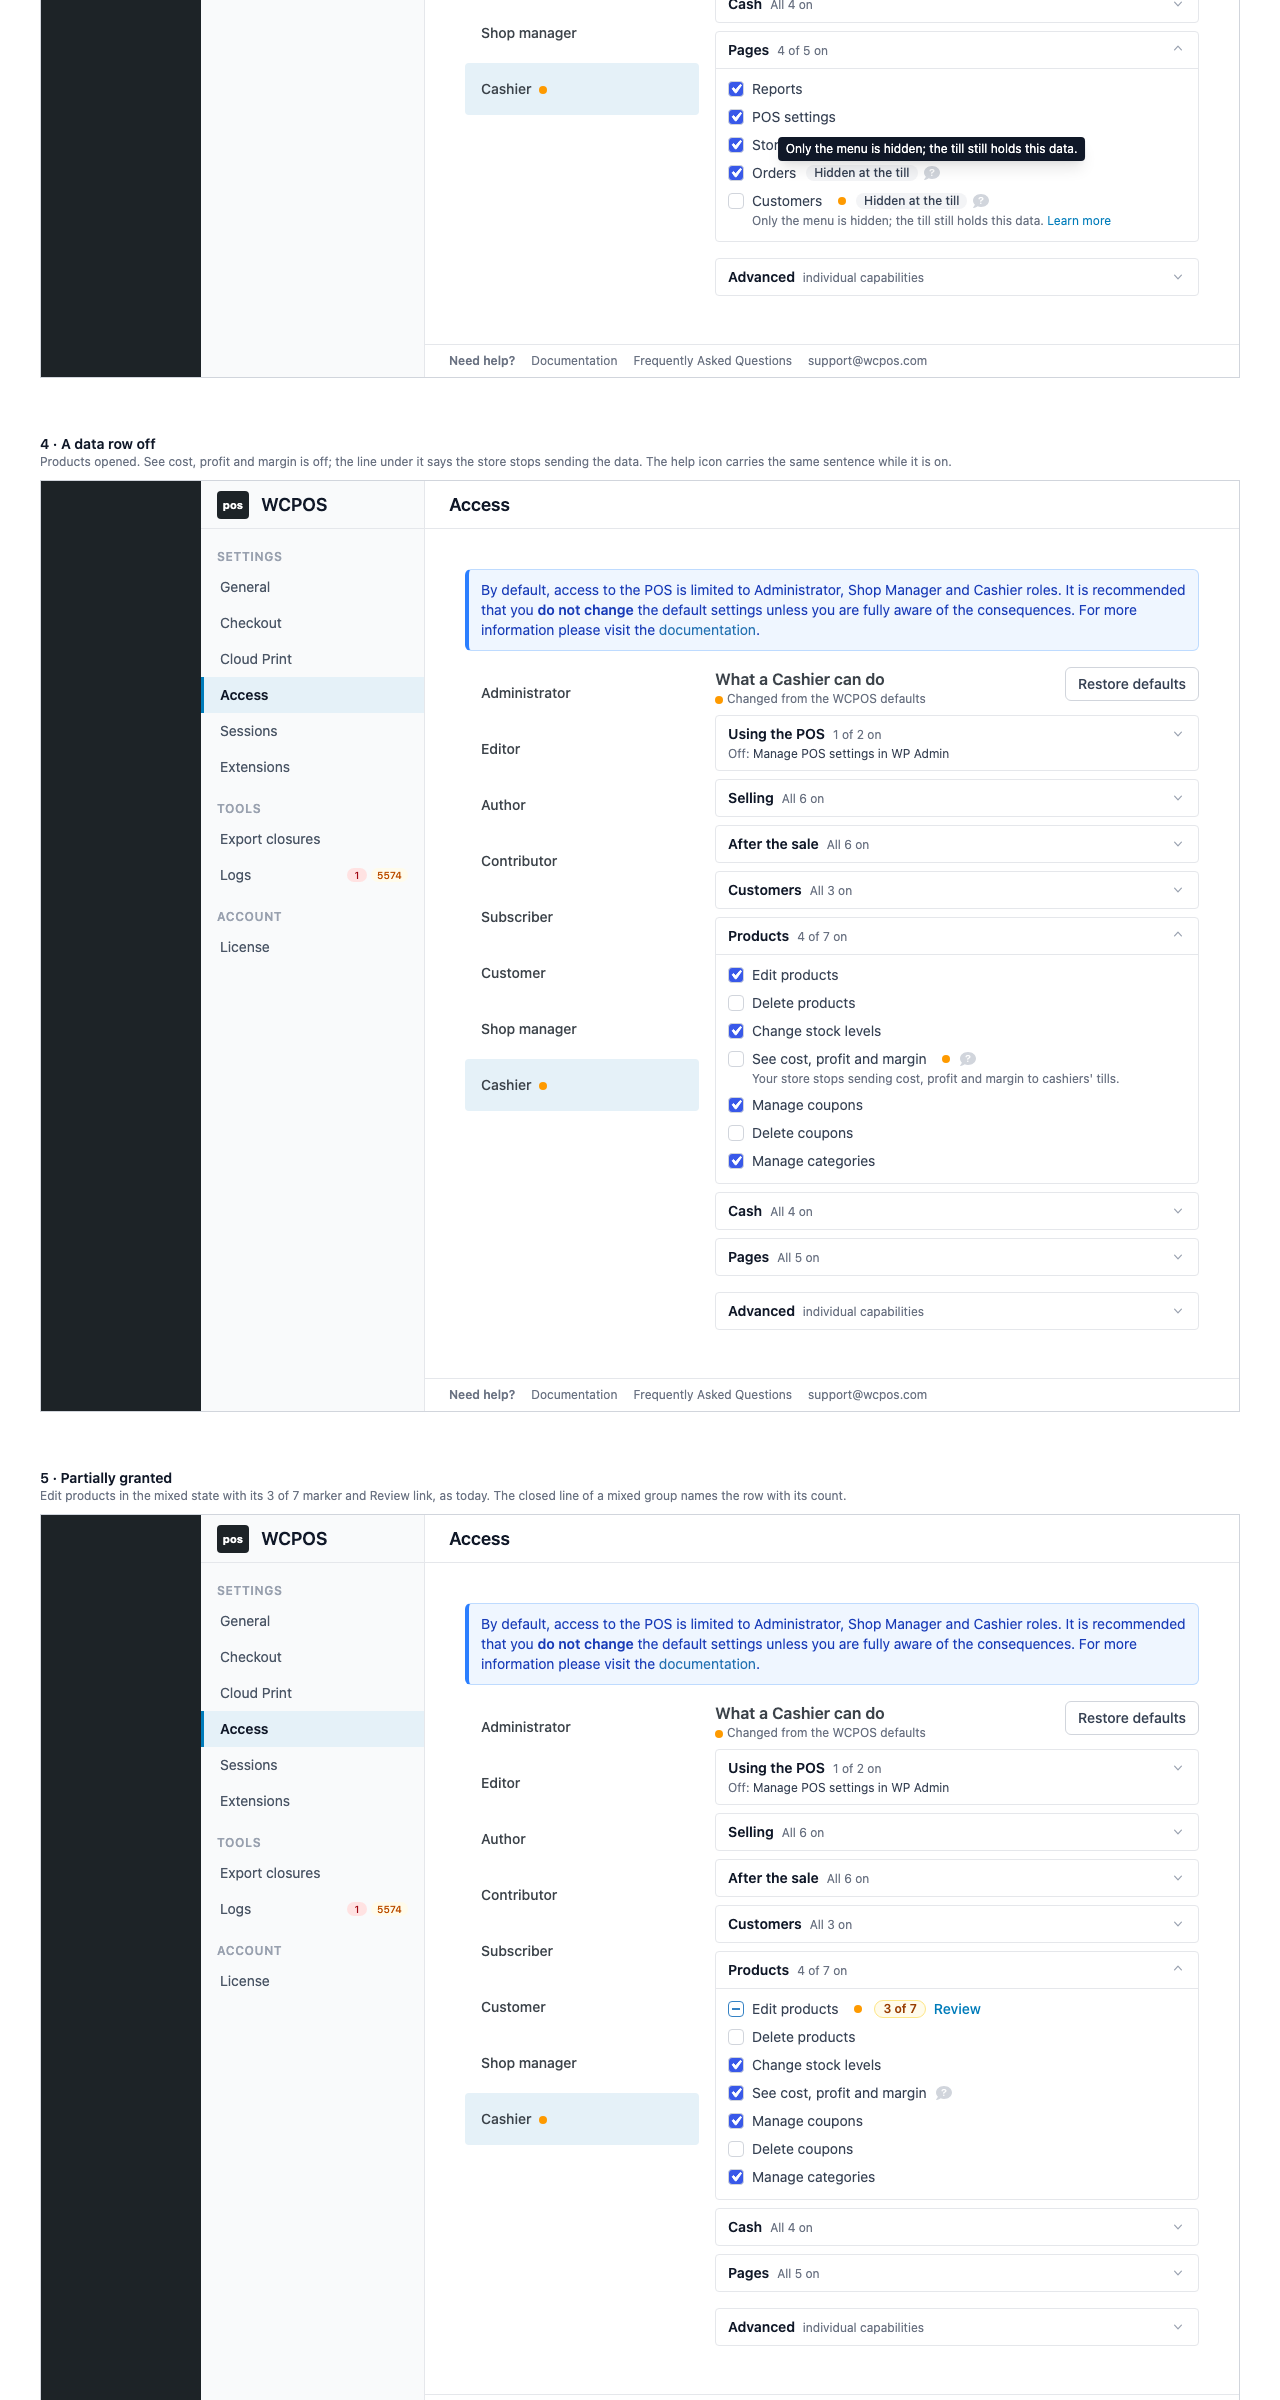 Cash All 4 on
Shop manager
Pages 4 of 5 on
Cashier
Reports
POS settings
Stor
Only the menu is hidden; the till still holds this data.
Orders Hidden at the till ?
Customers Hidden at the till ?
Only the menu is hidden; the till still holds this data. Learn more
Advanced individual capabilities
Need help? Documentation Frequently Asked Questions support@wcpos.com
4 · A data row off
Products opened. See cost, profit and margin is off; the line under it says the store stops sending the data. The help icon carries the same sentence while it is on.
pos WCPOS
Access
SETTINGS
General
Checkout
Cloud Print
Access
Sessions
Extensions
TOOLS
Export closures
Logs 1 5574
ACCOUNT
License
By default, access to the POS is limited to Administrator, Shop Manager and Cashier roles. It is recommended
that you do not change the default settings unless you are fully aware of the consequences. For more
information please visit the documentation.
Administrator
Editor
Author
Contributor
Subscriber
Customer
Shop manager
Cashier
What a Cashier can do
Changed from the WCPOS defaults
Restore defaults
Using the POS 1 of 2 on
Off: Manage POS settings in WP Admin
Selling All 6 on
After the sale All 6 on
Customers All 3 on
Products 4 of 7 on
Edit products
Delete products
Change stock levels
See cost, profit and margin ?
Your store stops sending cost, profit and margin to cashiers' tills.
Manage coupons
Delete coupons
Manage categories
Cash All 4 on
Pages All 5 on
Advanced individual capabilities
Need help? Documentation Frequently Asked Questions support@wcpos.com
5 · Partially granted
Edit products in the mixed state with its 3 of 7 marker and Review link, as today. The closed line of a mixed group names the row with its count.
pos WCPOS
Access
SETTINGS
General
Checkout
Cloud Print
Access
Sessions
Extensions
TOOLS
Export closures
Logs 1 5574
ACCOUNT
License
By default, access to the POS is limited to Administrator, Shop Manager and Cashier roles. It is recommended
that you do not change the default settings unless you are fully aware of the consequences. For more
information please visit the documentation.
Administrator
Editor
Author
Contributor
Subscriber
Customer
Shop manager
Cashier
What a Cashier can do
Changed from the WCPOS defaults
Restore defaults
Using the POS 1 of 2 on
Off: Manage POS settings in WP Admin
Selling All 6 on
After the sale All 6 on
Customers All 3 on
Products 4 of 7 on
Edit products 3 of 7 Review
Delete products
Change stock levels
See cost, profit and margin ?
Manage coupons
Delete coupons
Manage categories
Cash All 4 on
Pages All 5 on
Advanced individual capabilities